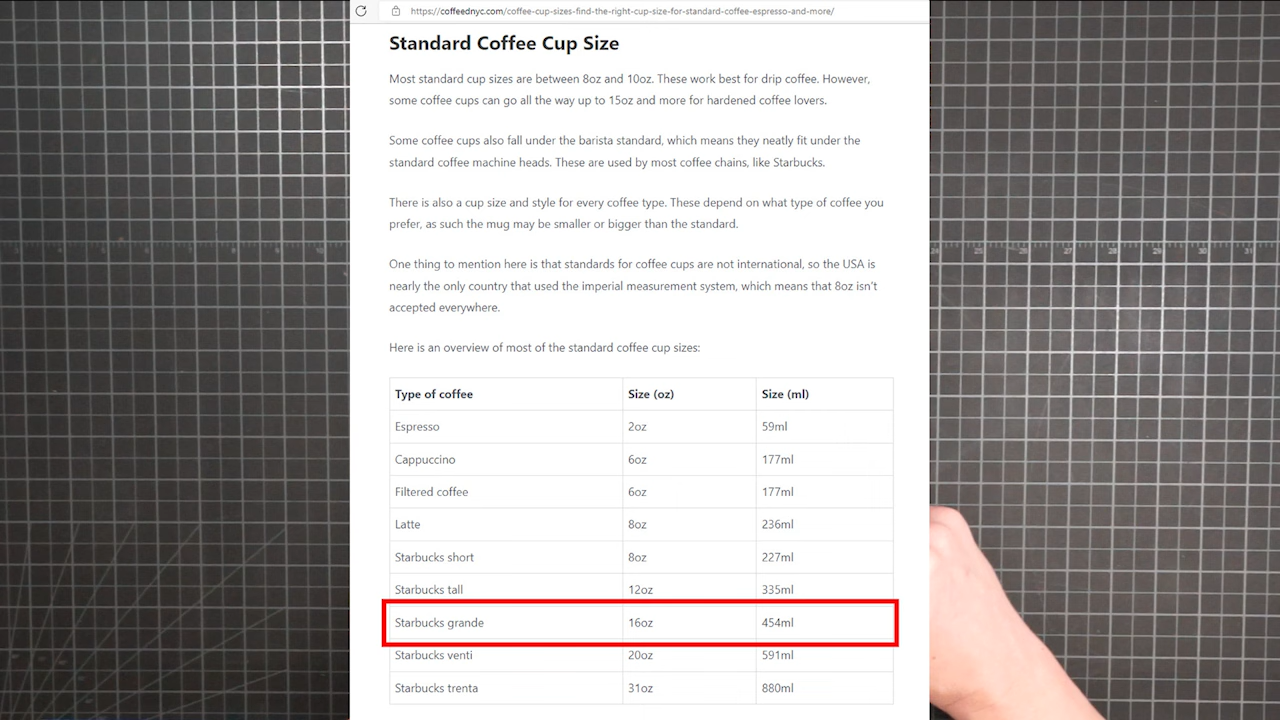 https://coffeednyc.com/coffee-cup-sizes-find-the-right-cup-size-for-standard-coffee-espresso-and-more/
Standard Coffee Cup Size
Most standard cup sizes are between 8oz and 10oz. These work best for drip coffee. However,
some coffee cups can go all the way up to 15oz and more for hardened coffee lovers.
Some coffee cups also fall under the barista standard, which means they neatly fit under the
standard coffee machine heads. These are used by most coffee chains, like Starbucks.
There is also a cup size and style for every coffee type. These depend on what type of coffee you
prefer, as such the mug may be smaller or bigger than the standard.
One thing to mention here is that standards for coffee cups are not international, so the USA is
nearly the only country that used the imperial measurement system, which means that 8oz isn't
accepted everywhere.
Here is an overview of most of the standard coffee cup sizes:
Type of coffee Size (oz) Size (ml)
Espresso 2oz 59ml
Cappuccino 6oz 177ml
Filtered coffee 6oz 177ml
Latte 8oz 236ml
Starbucks short 8oz 227ml
Starbucks tall 12oz 335ml
Starbucks grande 16oz 454ml
Starbucks venti 20oz 591ml
Starbucks trenta 31oz 880ml